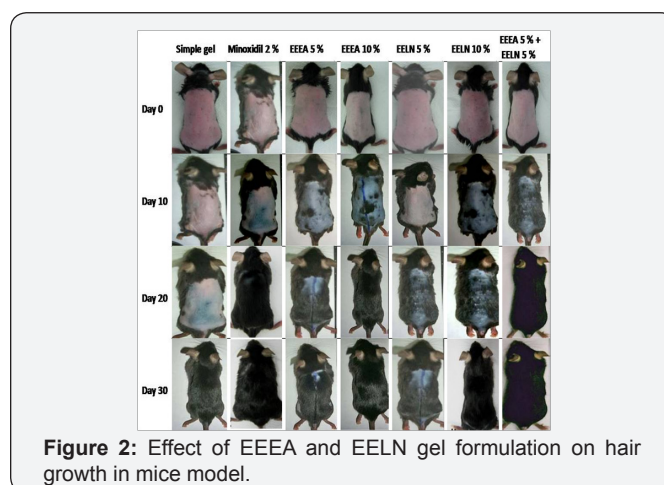 Simple gel Minoxidil 2 % EEEA 5 % EEEA 10 % EELN 5 % EELN 10 % EEEA 5 % + EELN 5 %
Day 0
Day 10
Day 20
Day 30
Figure 2: Effect of EEEA and EELN gel formulation on hair
growth in mice model.